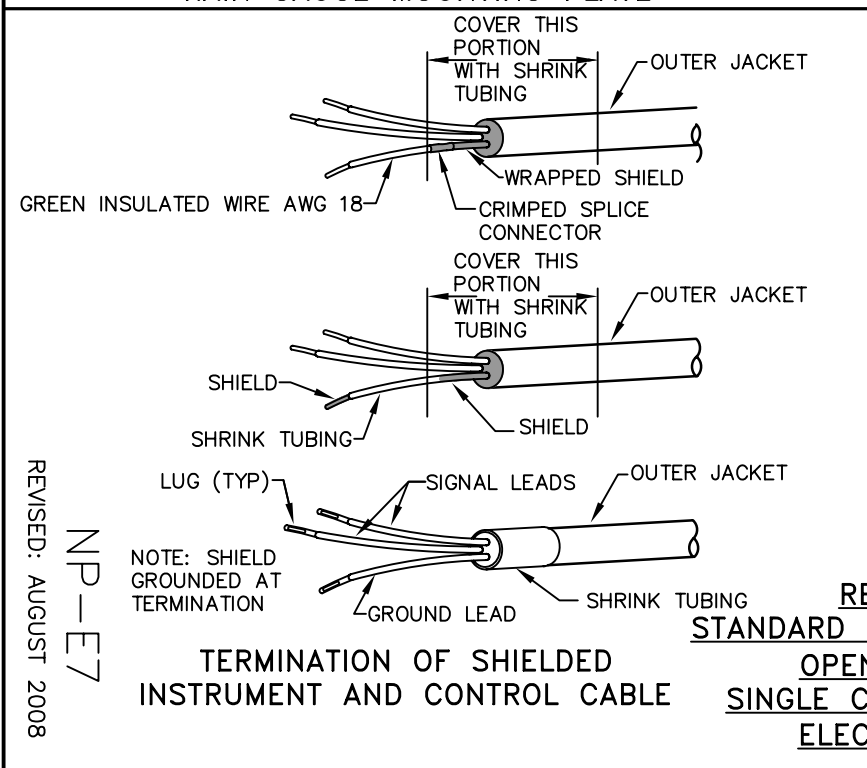 COVER THIS
PORTION
WITH SHRINK
TUBING
OUTER JACKET
WRAPPED SHIELD
GREEN INSULATED WIRE AWG 18
CRIMPED SPLICE
CONNECTOR
COVER THIS
PORTION
WITH SHRINK
TUBING
OUTER JACKET
SHIELD
SHRINK TUBING
SHIELD
LUG (TYP)
SIGNAL LEADS
OUTER JACKET
NOTE: SHIELD
GROUNDED AT
TERMINATION
GROUND LEAD
SHRINK TUBING
TERMINATION OF SHIELDED
INSTRUMENT AND CONTROL CABLE
NP-E7
REVISED: AUGUST 2008
STANDARD